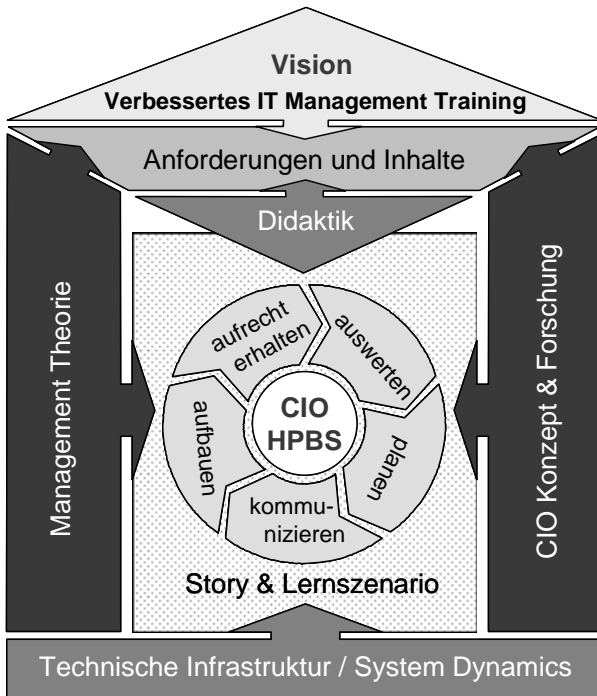 Vision
Verbessertes IT Management Training
Anforderungen und Inhalte
Didaktik
Management Theorie
CIO Konzept & Forschung
aufrecht
erhalten
auswerten
planen
kommu-
nizieren
aufbauen
CIO
HPBS
Story & Lernszenario
Technische Infrastruktur / System Dynamics